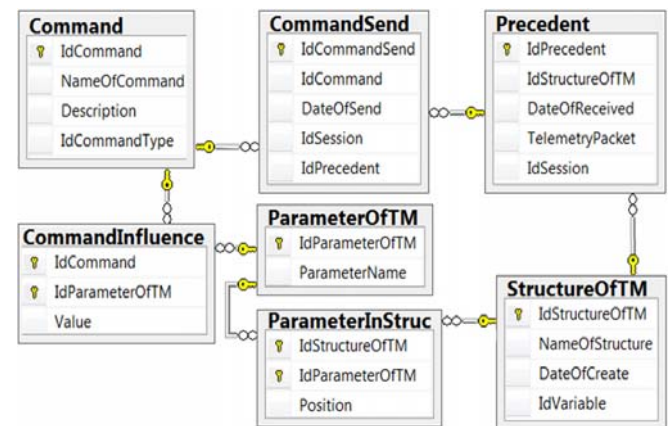 Command
IdCommand
NameOfCommand
Description
IdCommandType
CommandSend
IdCommandSend
IdCommand
DateOfSend
IdSession
IdPrecedent
Precedent
IdPrecedent
IdStructureOfTM
DateOfReceived
TelemetryPacket
IdSession
CommandInfluence
IdCommand
IdParameterOfTM
Value
ParameterOfTM
IdParameterOfTM
ParameterName
ParameterInStruc
IdStructureOfTM
IdParameterOfTM
Position
StructureOfTM
IdStructureOfTM
NameOfStructure
DateOfCreate
IdVariable